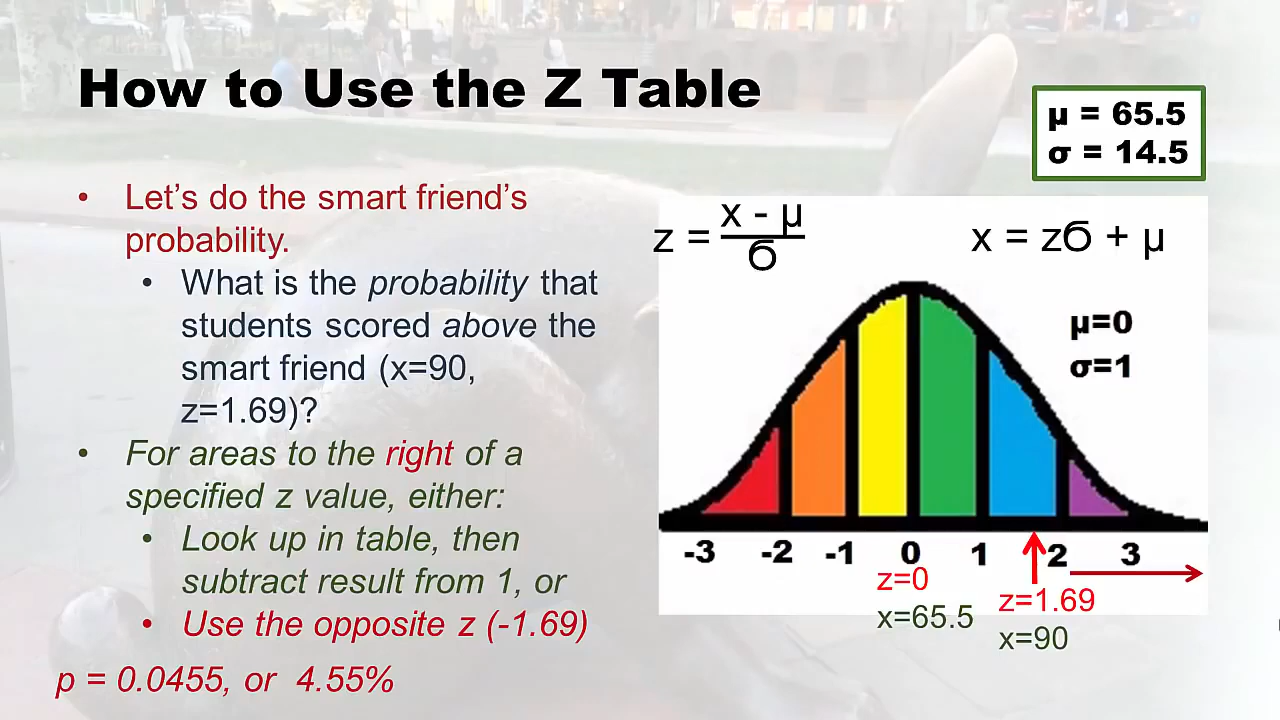 How to Use the Z Table
μ = 65.5
σ = 14.5
• Let’s do the smart friend’s
probability.
• What is the probability that
students scored above the
smart friend (x=90,
z=1.69)?
• For areas to the right of a
specified z value, either:
• Look up in table, then
subtract result from 1, or
• Use the opposite z (-1.69)
p = 0.0455, or 4.55%
x - μ
z =
σ
x = zσ + μ
μ=0
σ=1
-3 -2 -1 0 1 2 3
z=0
x=65.5
z=1.69
x=90